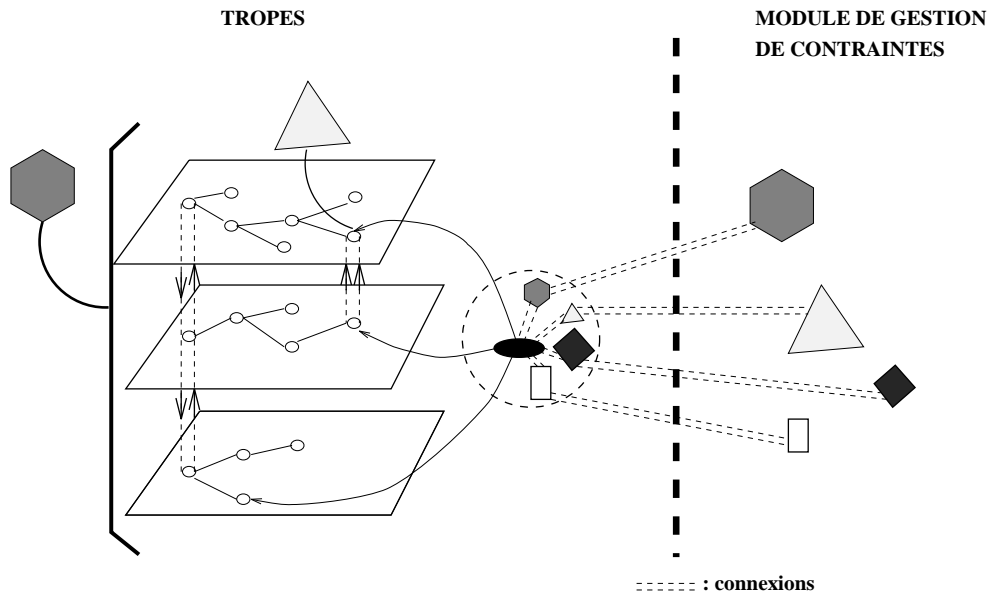 TROPES
MODULE DE GESTION
DE CONTRAINTES
: connexions